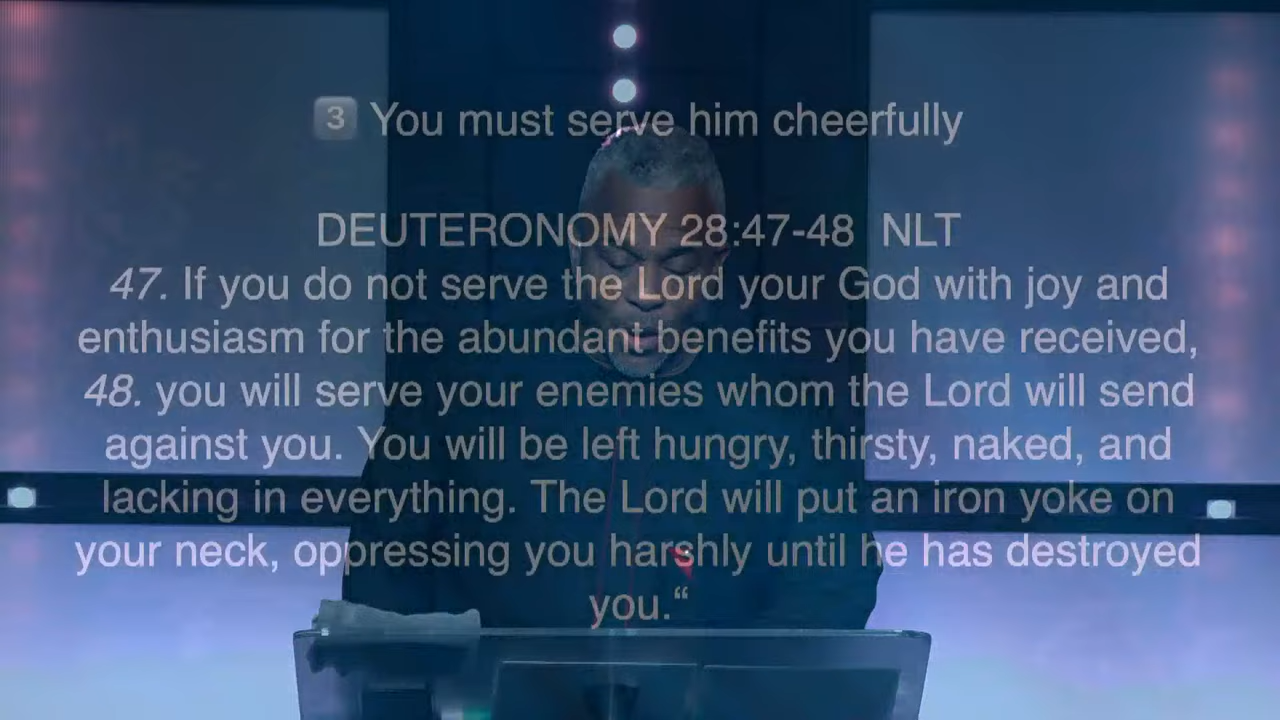 3 You must serve him cheerfully
DEUTERONOMY 28:47-48 NLT
47. If you do not serve the Lord your God with joy and
enthusiasm for the abundant benefits you have received,
48. you will serve your enemies whom the Lord will send
against you. You will be left hungry, thirsty, naked, and
lacking in everything. The Lord will put an iron yoke on
your neck, oppressing you harshly until he has destroyed
you.“